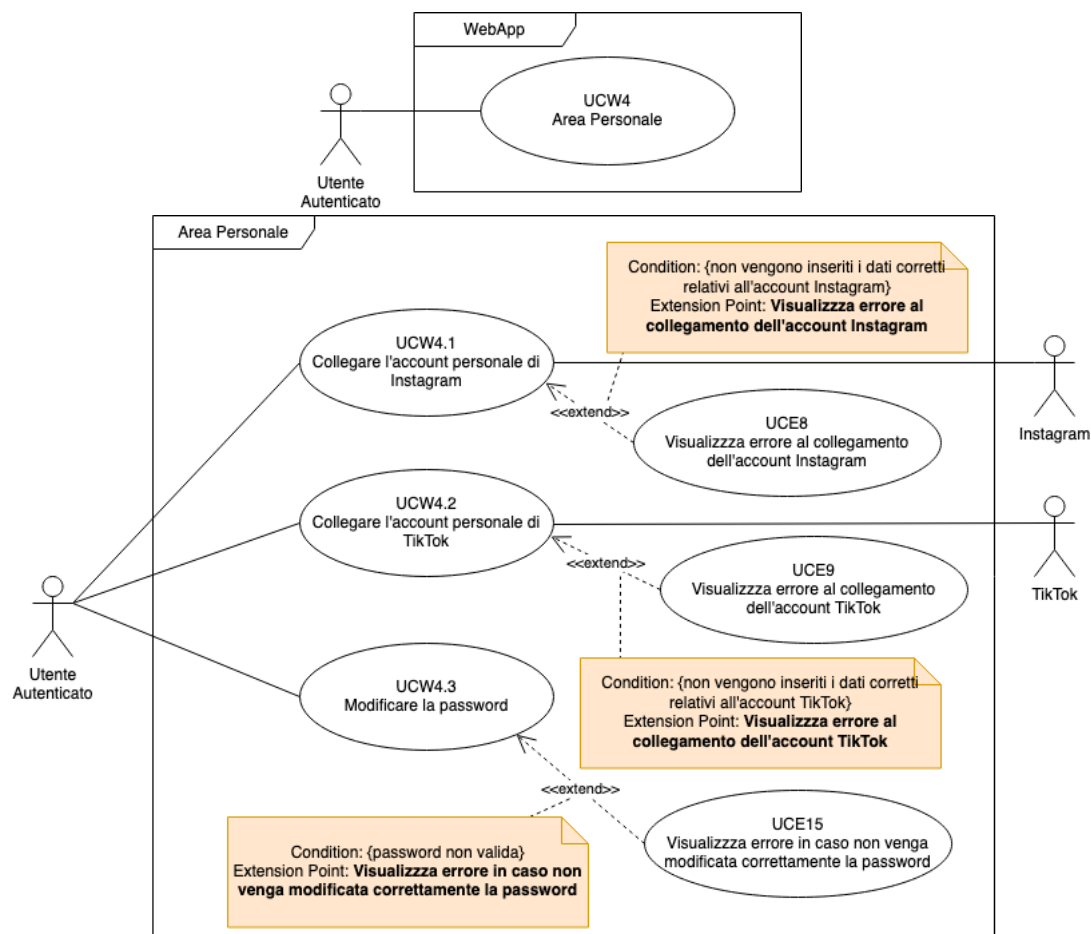 WebApp
UCW4
Area Personale
Utente
Autenticato
Area Personale
Condition: {non vengono inseriti i dati corretti
relativi all'account Instagram}
Extension Point: Visualizzza errore al
collegamento dell'account Instagram
UCW4.1
Collegare l'account personale di
Instagram
<<extend>>
UCE8
Visualizzza errore al collegamento
dell'account Instagram
Instagram
UCW4.2
Collegare l'account personale di
TikTok
<<extend>>
UCE9
Visualizzza errore al collegamento
dell'account TikTok
TikTok
Utente
Autenticato
UCW4.3
Modificare la password
Condition: {non vengono inseriti i dati corretti
relativi all'account TikTok}
Extension Point: Visualizzza errore al
collegamento dell'account TikTok
<<extend>>
UCE15
Visualizzza errore in caso non venga
modificata correttamente la password
Condition: {password non valida}
Extension Point: Visualizzza errore in caso non
venga modificata correttamente la password